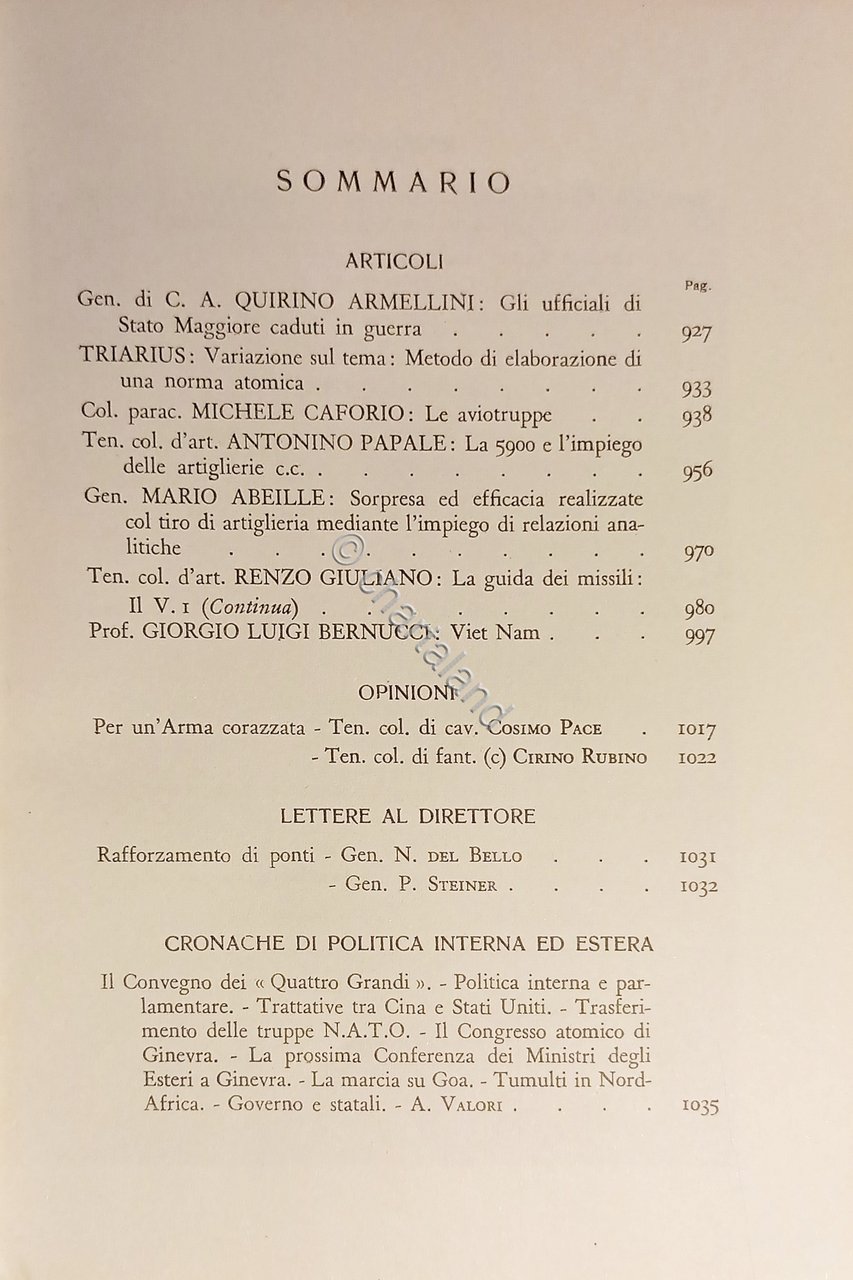 SOMMARIO
ARTICOLI
Pag.
Gen. di C. A. QUIRINO ARMELLINI: Gli ufficiali di
Stato Maggiore caduti in guerra . . . . . 927
TRIARIUS: Variazione sul tema: Metodo di elaborazione di
una norma atomica . . . . . . . . 933
Col. parac. MICHELE CAFORIO: Le aviotruppe . . 938
Ten. col. d'art. ANTONINO PAPALE: La 5900 e l'impiego
delle artiglierie c.c. . . . . . . . . 956
Gen. MARIO ABEILLE: Sorpresa ed efficacia realizzate
col tiro di artiglieria mediante l'impiego di relazioni ana-
litiche . . . . . . . . . . 970
Ten. col. d'art. RENZO GIULIANO: La guida dei missili:
Il V. 1 (Continua) . . . . . . . . 980
Prof. GIORGIO LUIGI BERNUCCI: Viet Nam . . . 997
OPINIONI
Per un'Arma corazzata - Ten. col. di cav. COSIMO PACE . 1017
- Ten. col. di fant. (c) CIRINO RUBINO 1022
LETTERE AL DIRETTORE
Rafforzamento di ponti - Gen. N. DEL BELLO . . . 1031
- Gen. P. STEINER . . . . 1032
CRONACHE DI POLITICA INTERNA ED ESTERA
Il Convegno dei « Quattro Grandi ». - Politica interna e par-
lamentare. - Trattative tra Cina e Stati Uniti. - Trasferi-
mento delle truppe N.A.T.O. - Il Congresso atomico di
Ginevra. - La prossima Conferenza dei Ministri degli
Esteri a Ginevra. - La marcia su Goa. - Tumulti in Nord-
Africa. - Governo e statali. - A. VALORI . . . . 1035
© chartaland